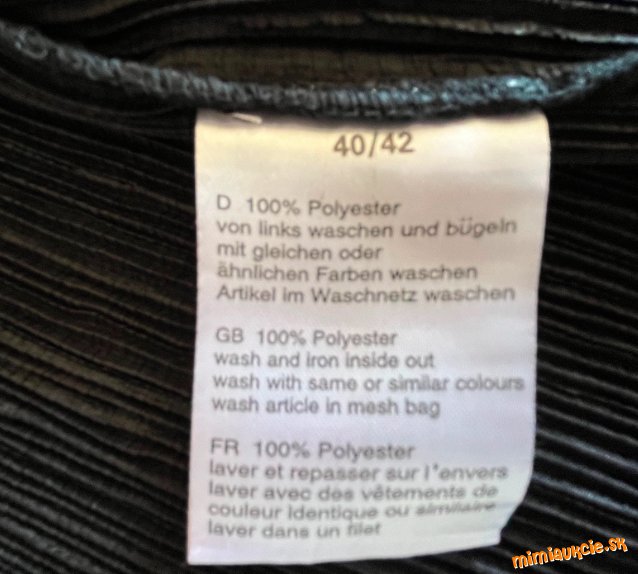 40/42
D 100% Polyester
von links waschen und bügeln
mit gleichen oder
ähnlichen Farben waschen
Artikel im Waschnetz waschen
GB 100% Polyester
wash and iron inside out
wash with same or similar colours
wash article in mesh bag
FR 100% Polyester
laver et repasser sur l'envers
laver avec des vêtements de
couleur identique ou similaire
laver dans un filet
mimiaukcie.sk